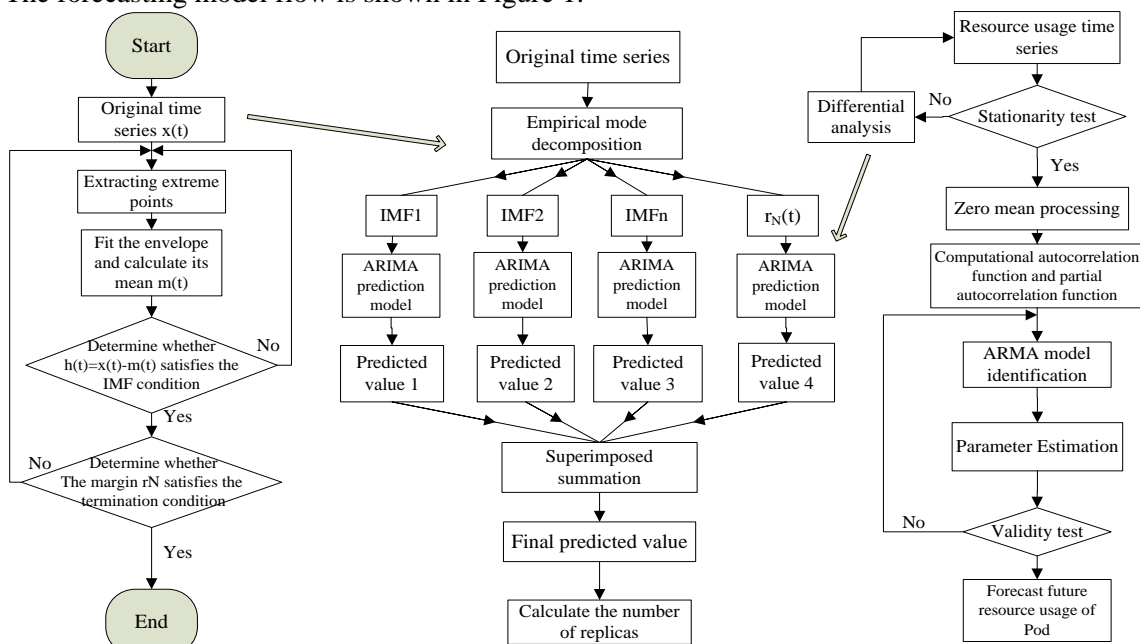 The forecasting model flow is shown in Figure 1.
Start
Original time
series x(t)
Extracting extreme
points
Fit the envelope
and calculate its
mean m(t)
Determine whether
h(t)=x(t)-m(t) satisfies the
IMF condition
No
Yes
No
Determine whether
The margin rN satisfies the
termination condition
Yes
End
Original time series
Empirical mode
decomposition
IMF1
IMF2
IMFn
rN(t)
ARIMA
prediction
model
ARIMA
prediction
model
ARIMA
prediction
model
ARIMA
prediction
model
Predicted
value 1
Predicted
value 2
Predicted
value 3
Predicted
value 4
Superimposed
summation
Final predicted value
Calculate the number
of replicas
Resource usage time
series
Differential
analysis
No
Stationarity test
Yes
Zero mean processing
Computational autocorrelation
function and partial
autocorrelation function
ARMA model
identification
Parameter Estimation
No
Validity test
Forecast future
resource usage of
Pod